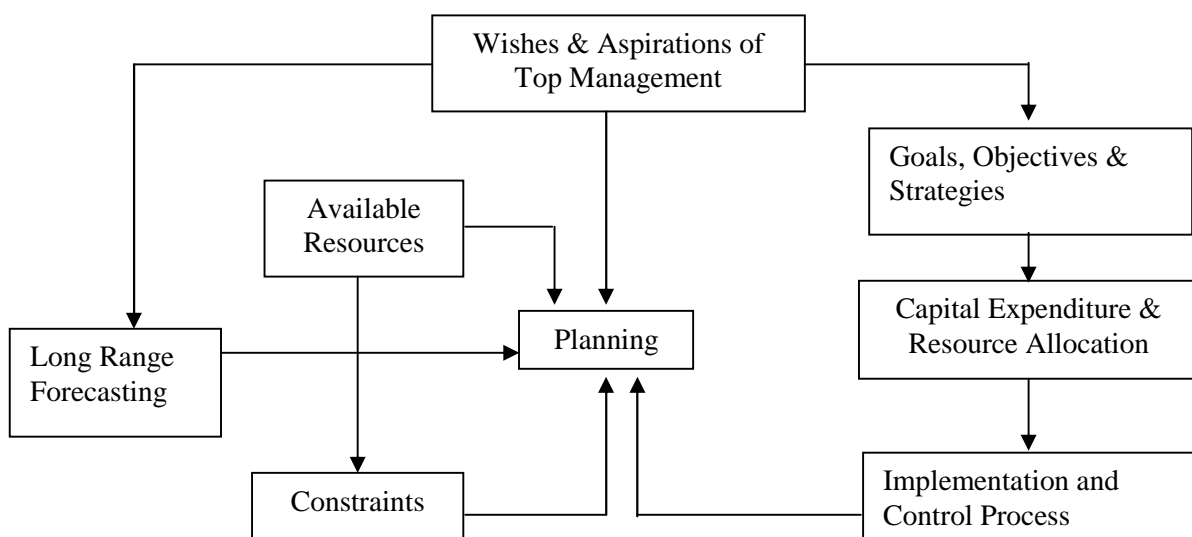 Wishes & Aspirations of
Top Management
Goals, Objectives &
Strategies
Available
Resources
Capital Expenditure &
Resource Allocation
Planning
Long Range
Forecasting
Implementation and
Control Process
Constraints